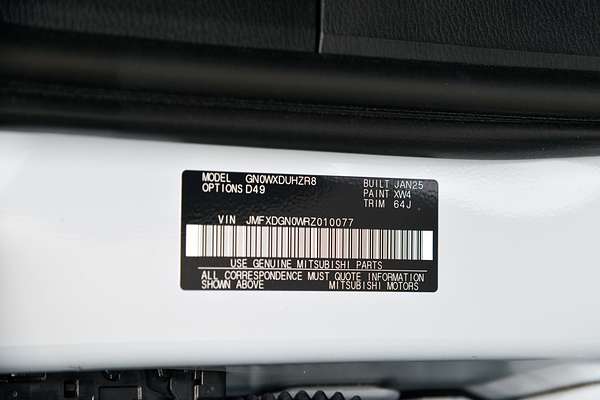 MODEL GN0WXDUHZR8 BUILT JAN25
OPTIONS D49 PAINT XW4
TRIM 64J
VIN JMFXDGN0WRZ010077
USE GENUINE MITSUBISHI PARTS
ALL CORRESPONDENCE MUST QUOTE INFORMATION
SHOWN ABOVE MITSUBISHI MOTORS